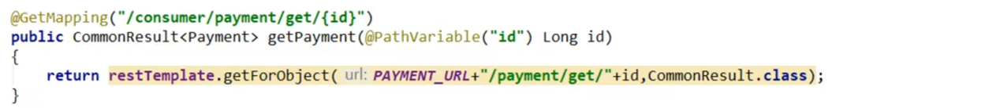 @GetMapping("/consumer/payment/get/{id}")
public CommonResult<Payment> getPayment(@PathVariable("id") Long id)
{
return restTemplate.getForObject( url: PAYMENT_URL+"/payment/get/"+id,CommonResult.class);
}